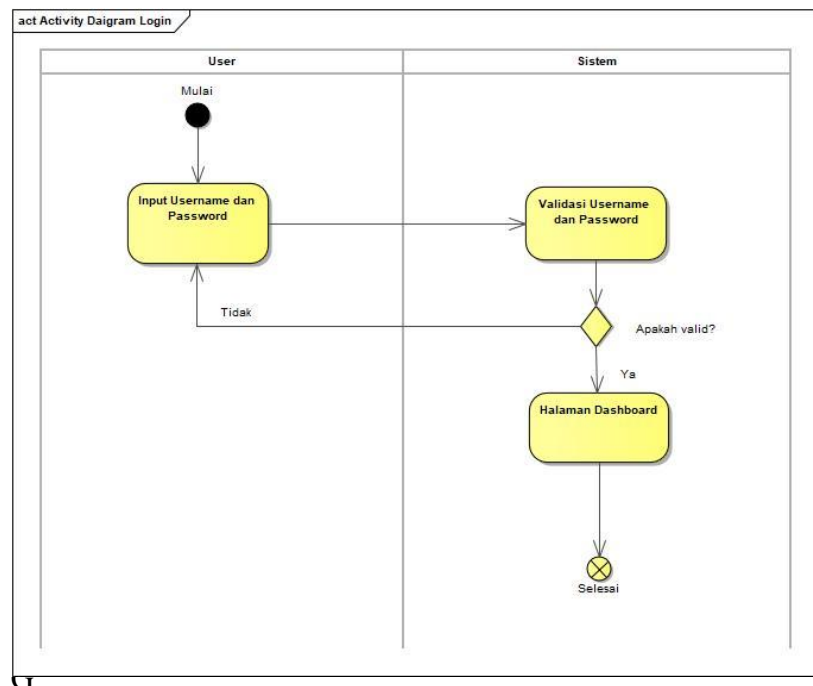 act Activity Daigram Login
User
Sistem
Mulai
Input Username dan
Password
Validasi Username
dan Password
Tidak
Apakah valid?
Ya
Halaman Dashboard
Selesai